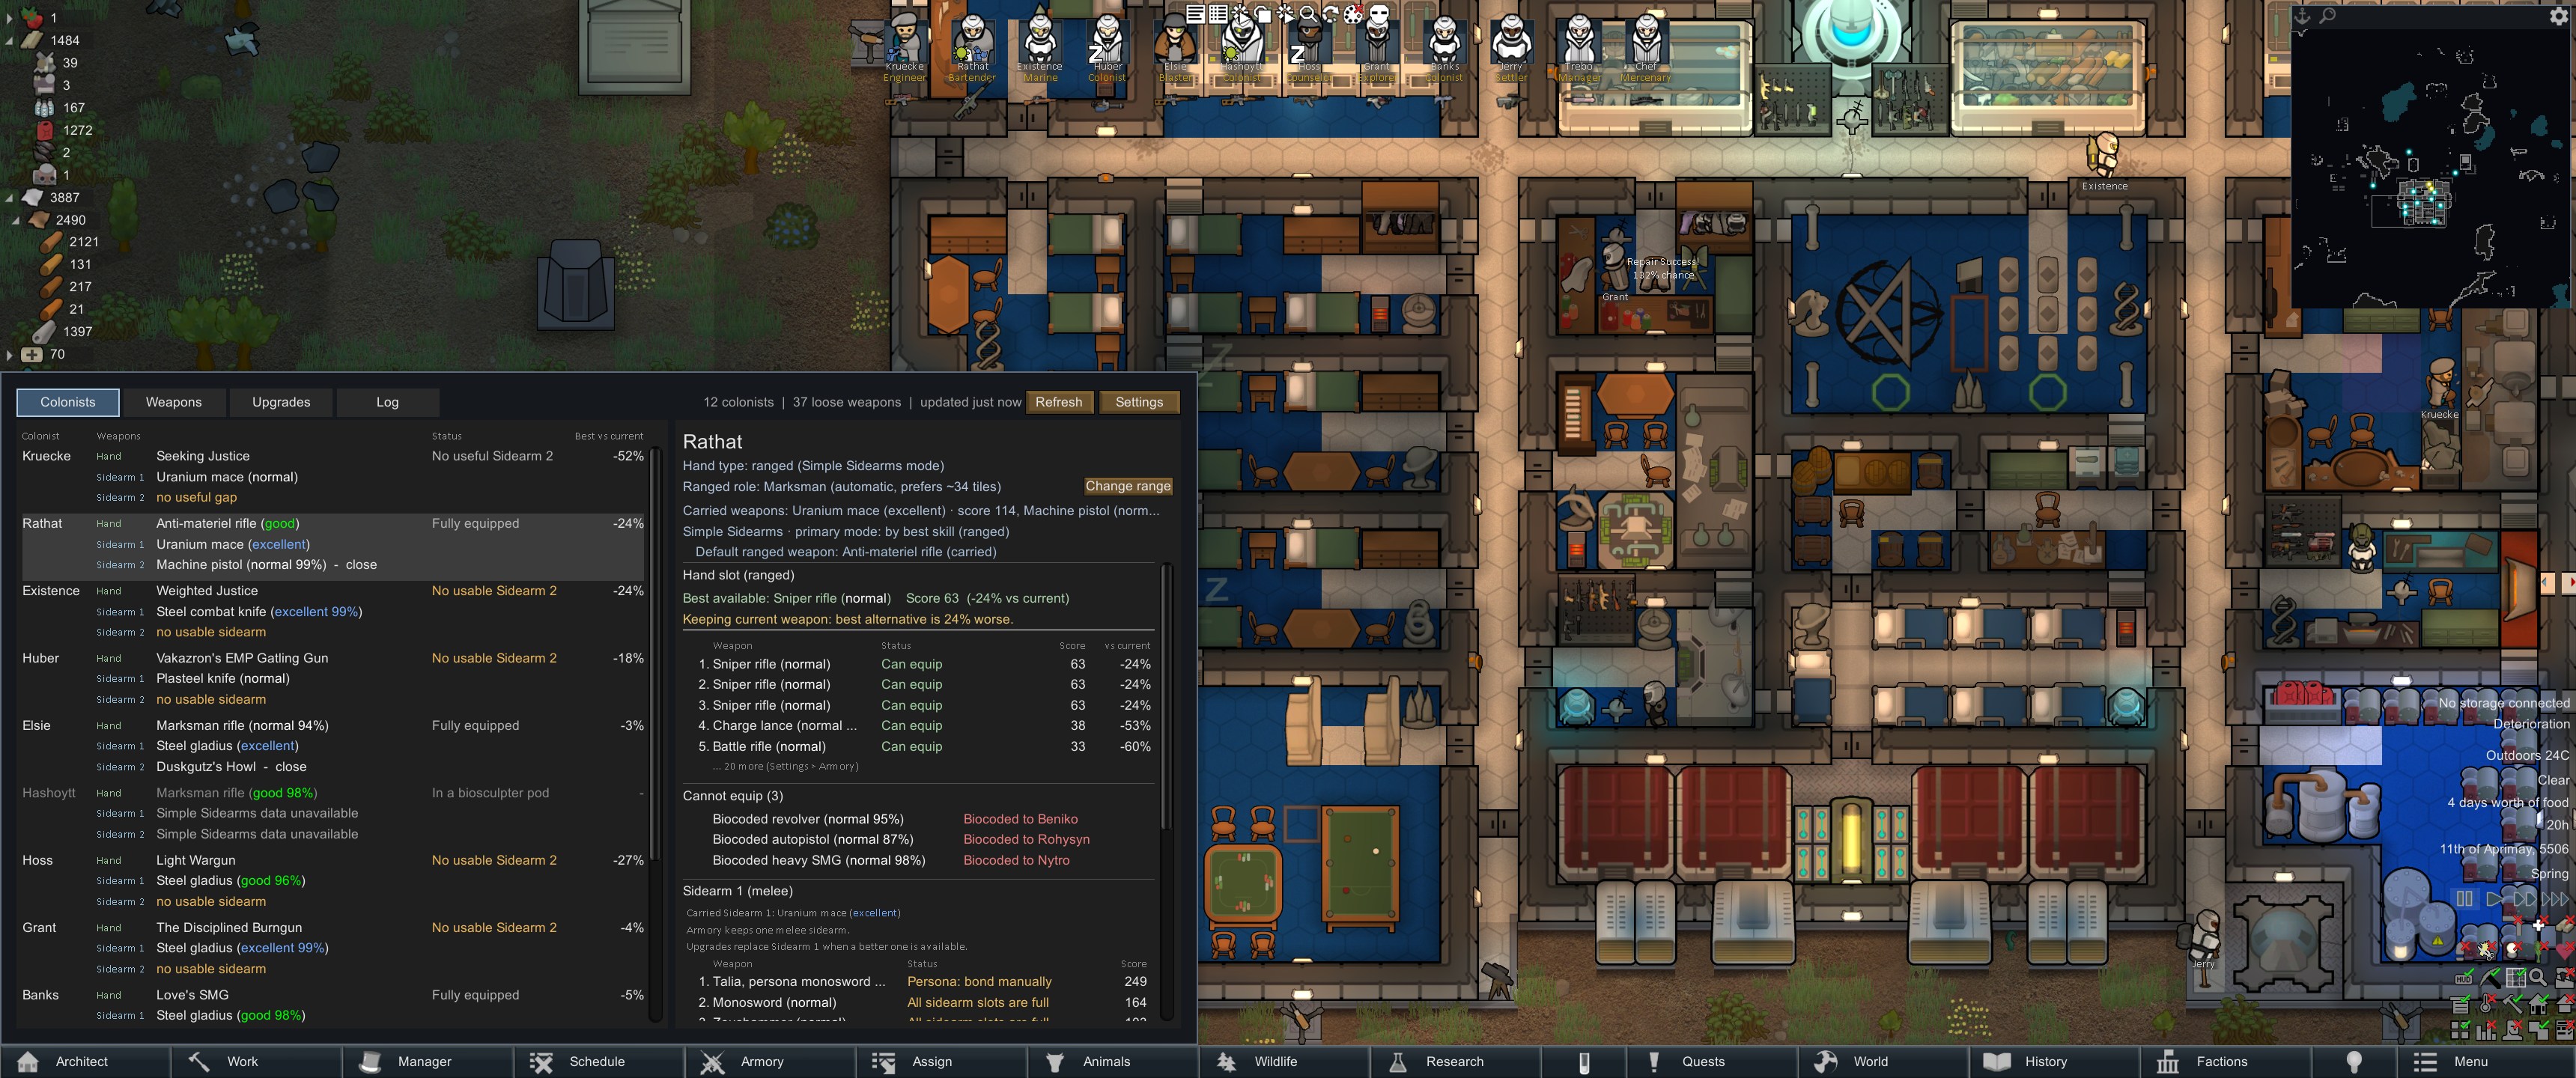 1
1484
39
3
167
1272
2
1
3887
2490
2121
131
217
21
1397
70
Kruecke
Engineer
Rathat
Bartender
Existence
Marine
Huber
Colonist
Elsie
Blaster
Hashoytt
Colonist
Hoss
Counselor
Grant
Explorer
Banks
Colonist
Jerry
Settler
Trebo
Manager
Chef
Mercenary
Existence
Repair Success!
132% chance
Grant
Kruecke
Jerry
Colonists Weapons Upgrades Log 12 colonists | 37 loose weapons | updated just now Refresh Settings
Colonist Weapons Status Best vs current
Kruecke Hand Seeking Justice No useful Sidearm 2 -52%
Sidearm 1 Uranium mace (normal)
Sidearm 2 no useful gap
Rathat Hand Anti-materiel rifle (good) Fully equipped -24%
Sidearm 1 Uranium mace (excellent)
Sidearm 2 Machine pistol (normal 99%) - close
Existence Hand Weighted Justice No usable Sidearm 2 -24%
Sidearm 1 Steel combat knife (excellent 99%)
Sidearm 2 no usable sidearm
Huber Hand Vakazron's EMP Gatling Gun No usable Sidearm 2 -18%
Sidearm 1 Plasteel knife (normal)
Sidearm 2 no usable sidearm
Elsie Hand Marksman rifle (normal 94%) Fully equipped -3%
Sidearm 1 Steel gladius (excellent)
Sidearm 2 Duskgutz's Howl - close
Hashoytt Hand Marksman rifle (good 98%) In a biosculpter pod -
Sidearm 1 Simple Sidearms data unavailable
Sidearm 2 Simple Sidearms data unavailable
Hoss Hand Light Wargun No usable Sidearm 2 -27%
Sidearm 1 Steel gladius (good 96%)
Sidearm 2 no usable sidearm
Grant Hand The Disciplined Burngun No usable Sidearm 2 -4%
Sidearm 1 Steel gladius (excellent 99%)
Sidearm 2 no usable sidearm
Banks Hand Love's SMG Fully equipped -5%
Sidearm 1 Steel gladius (good 98%)
Rathat
Hand type: ranged (Simple Sidearms mode)
Ranged role: Marksman (automatic, prefers ~34 tiles) Change range
Carried weapons: Uranium mace (excellent) · score 114, Machine pistol (norm...
Simple Sidearms · primary mode: by best skill (ranged)
Default ranged weapon: Anti-materiel rifle (carried)
Hand slot (ranged)
Best available: Sniper rifle (normal) Score 63 (-24% vs current)
Keeping current weapon: best alternative is 24% worse.
Weapon Status Score vs current
1. Sniper rifle (normal) Can equip 63 -24%
2. Sniper rifle (normal) Can equip 63 -24%
3. Sniper rifle (normal) Can equip 63 -24%
4. Charge lance (normal ... Can equip 38 -53%
5. Battle rifle (normal) Can equip 33 -60%
... 20 more (Settings > Armory)
Cannot equip (3)
Biocoded revolver (normal 95%) Biocoded to Beniko
Biocoded autopistol (normal 87%) Biocoded to Rohysyn
Biocoded heavy SMG (normal 98%) Biocoded to Nytro
Sidearm 1 (melee)
Carried Sidearm 1: Uranium mace (excellent)
Armory keeps one melee sidearm.
Upgrades replace Sidearm 1 when a better one is available.
Weapon Status Score
1. Talia, persona monosword ... Persona: bond manually 249
2. Monosword (normal) All sidearm slots are full 164
No storage connected
Deterioration
Outdoors 24C
Clear
4 days worth of food
20h
11th of Aprimay, 5506
Spring
Architect Work Manager Schedule Armory Assign Animals Wildlife Research Quests World History Factions Menu